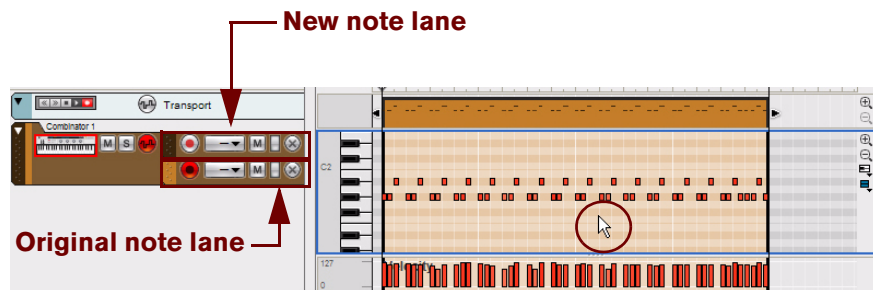 New note lane
Transport
Combinator 1
M S M
C2
M
Original note lane
127
Velocity
0